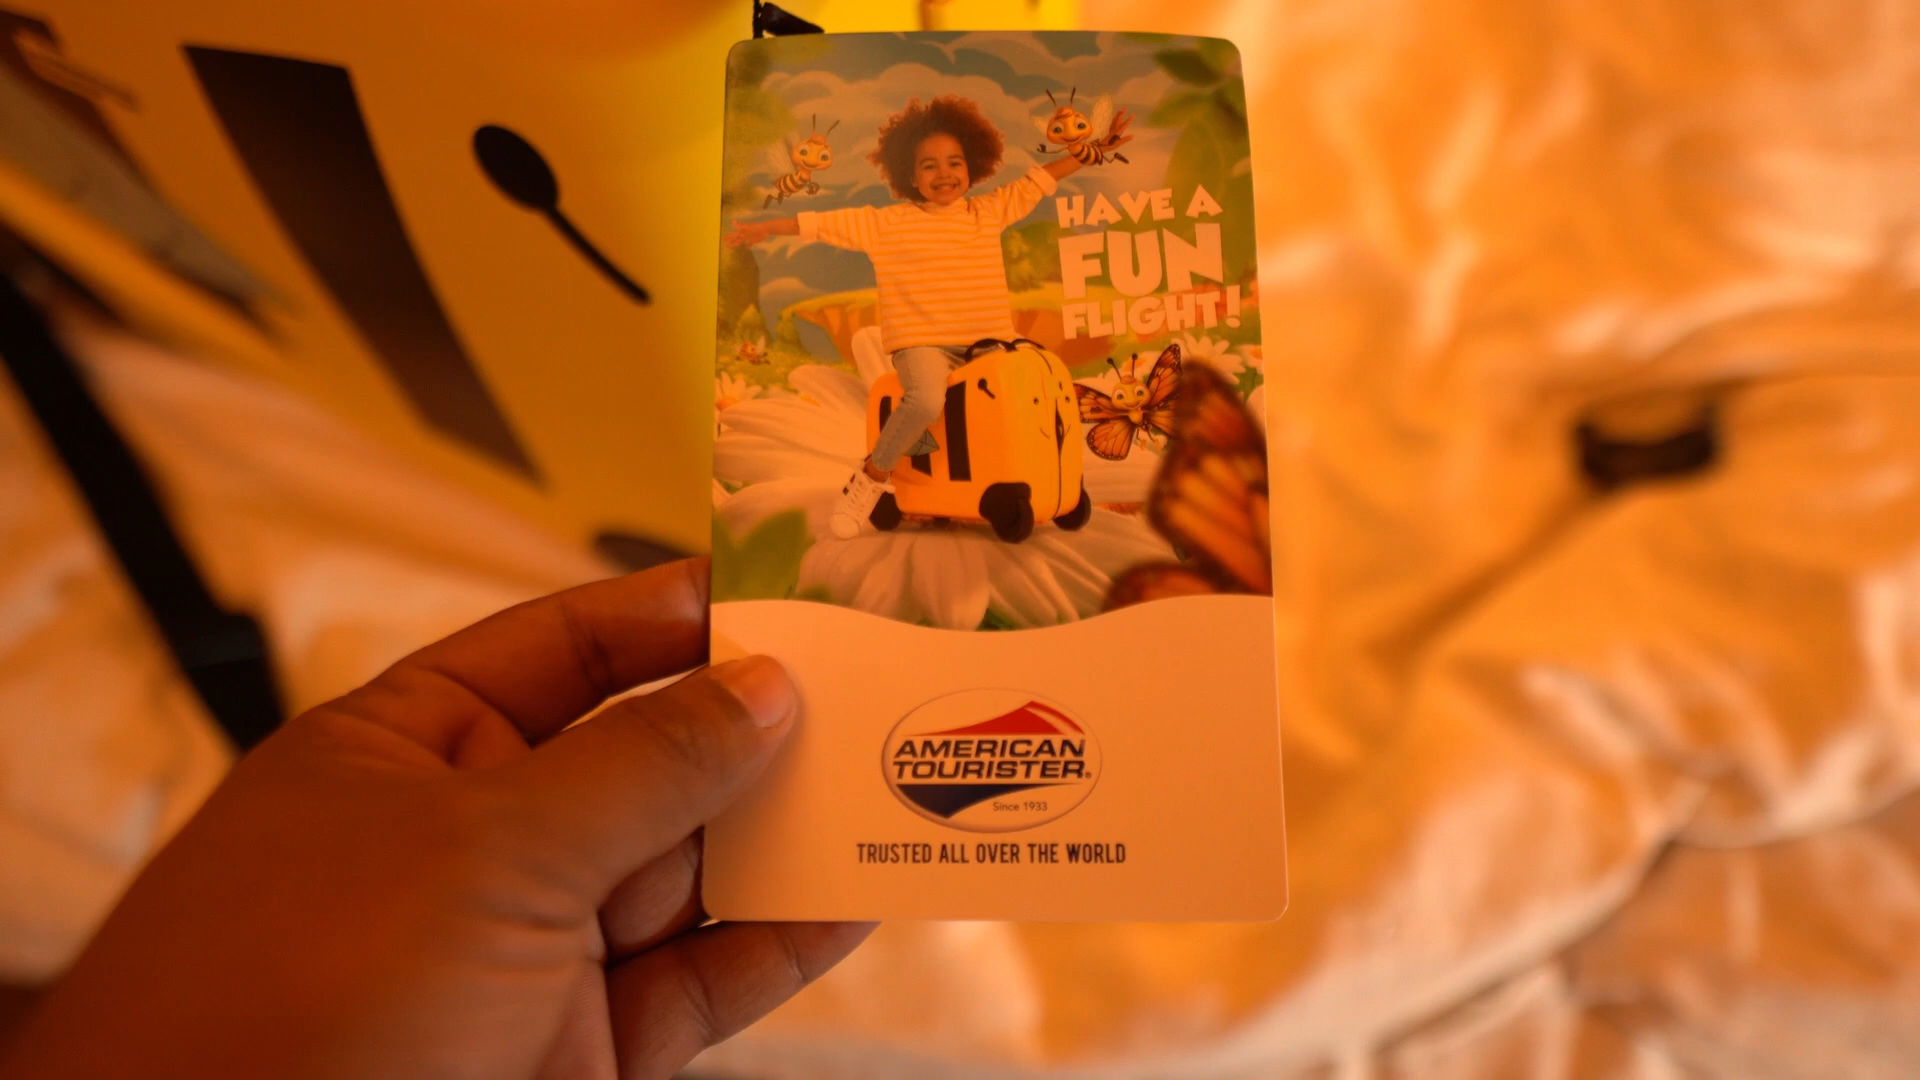 HAVE A
FUN
FLIGHT!
AMERICAN
TOURISTER®
Since 1933
TRUSTED ALL OVER THE WORLD